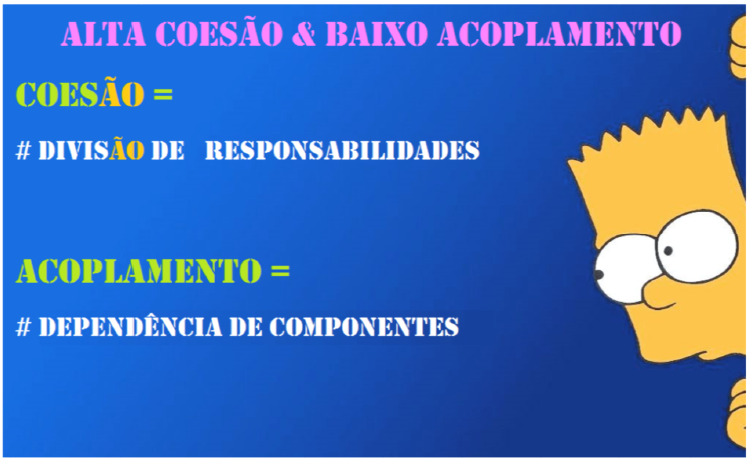 ALTA COESÃO & BAIXO ACOPLAMENTO
COESÃO =
# DIVISÃO DE RESPONSABILIDADES
ACOPLAMENTO =
# DEPENDÊNCIA DE COMPONENTES